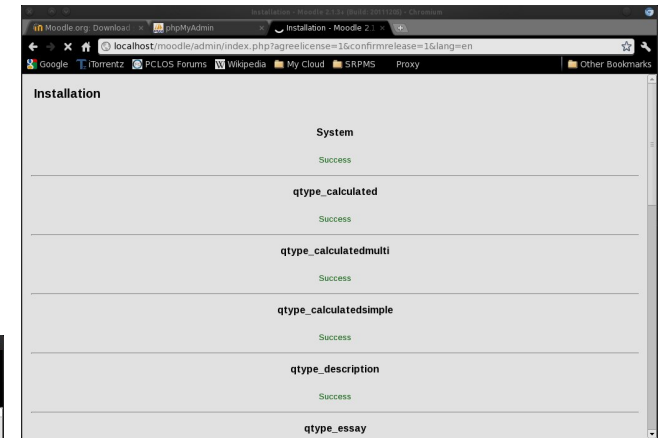 Installation - Moodle 2.1.3+ (Build: 20111208) - Chromium
Moodle.org: Download
phpMyAdmin
Installation - Moodle 2.1
localhost/moodle/admin/index.php?agreelicense=1&confirmrelease=1&lang=en
Google iTorrentz PCLOS Forums Wikipedia My Cloud SRPMS Proxy Other Bookmarks
Installation
System
Success
qtype_calculated
Success
qtype_calculatedmulti
Success
qtype_calculatedsimple
Success
qtype_description
Success
qtype_essay